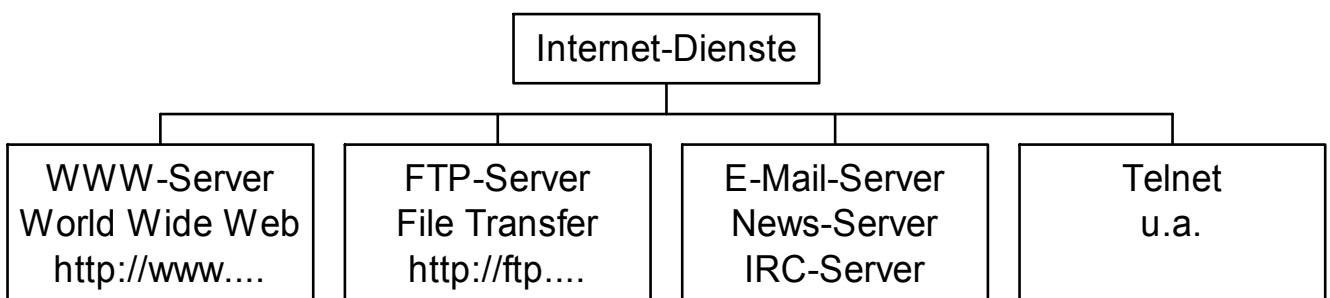 Internet-Dienste
WWW-Server
World Wide Web
http://www....
FTP-Server
File Transfer
http://ftp....
E-Mail-Server
News-Server
IRC-Server
Telnet
u.a.